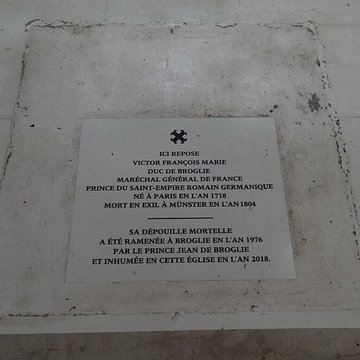 ICI REPOSE
VICTOR FRANÇOIS MARIE
DUC DE BROGLIE
MARÉCHAL GÉNÉRAL DE FRANCE
PRINCE DU SAINT-EMPIRE ROMAIN GERMANIQUE
NÉ À PARIS EN L'AN 1718
MORT EN EXIL À MÜNSTER EN L'AN 1804
SA DÉPOUILLE MORTELLE
A ÉTÉ RAMENÉE À BROGLIE EN L'AN 1976
PAR LE PRINCE JEAN DE BROGLIE
ET INHUMÉE EN CETTE ÉGLISE EN L'AN 2018.